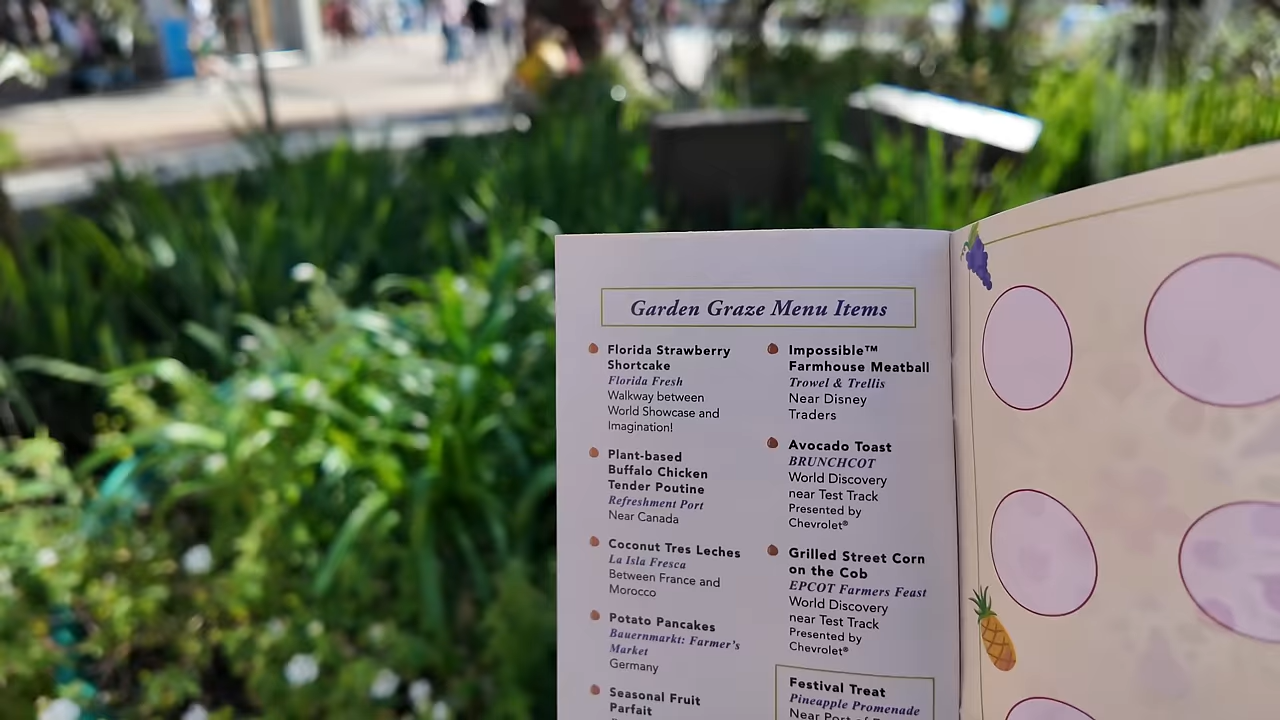 Garden Graze Menu Items
Florida Strawberry
Shortcake
Florida Fresh
Walkway between
World Showcase and
Imagination!
Plant-based
Buffalo Chicken
Tender Poutine
Refreshment Port
Near Canada
Coconut Tres Leches
La Isla Fresca
Between France and
Morocco
Potato Pancakes
Bauernmarkt: Farmer's
Market
Germany
Seasonal Fruit
Parfait
Impossible™
Farmhouse Meatball
Trowel & Trellis
Near Disney
Traders
Avocado Toast
BRUNCHCOT
World Discovery
near Test Track
Presented by
Chevrolet®
Grilled Street Corn
on the Cob
EPCOT Farmers Feast
World Discovery
near Test Track
Presented by
Chevrolet®
Festival Treat
Pineapple Promenade
Near Port of